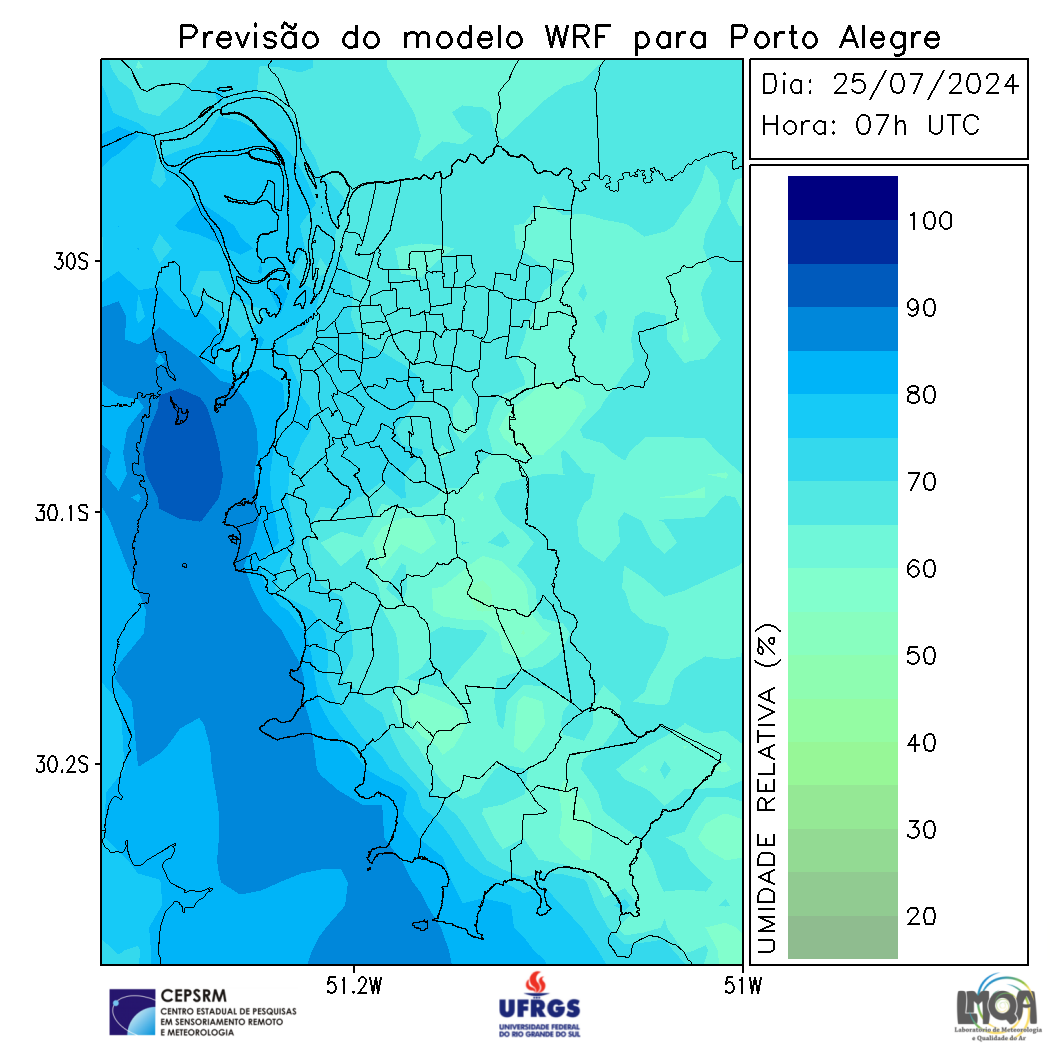 Previsão do modelo WRF para Porto Alegre
Dia: 25/07/2024
Hora: 07h UTC
30S
30.1S
30.2S
51.2W
51W
100
90
80
70
60
50
40
30
20
UMIDADE RELATIVA (%)
CEPSRM
CENTRO ESTADUAL DE PESQUISAS
EM SENSORIAMENTO REMOTO
E METEOROLOGIA
UFRGS
UNIVERSIDADE FEDERAL
DO RIO GRANDE DO SUL
LMQA
Laboratório de Meteorologia
e Qualidade do Ar